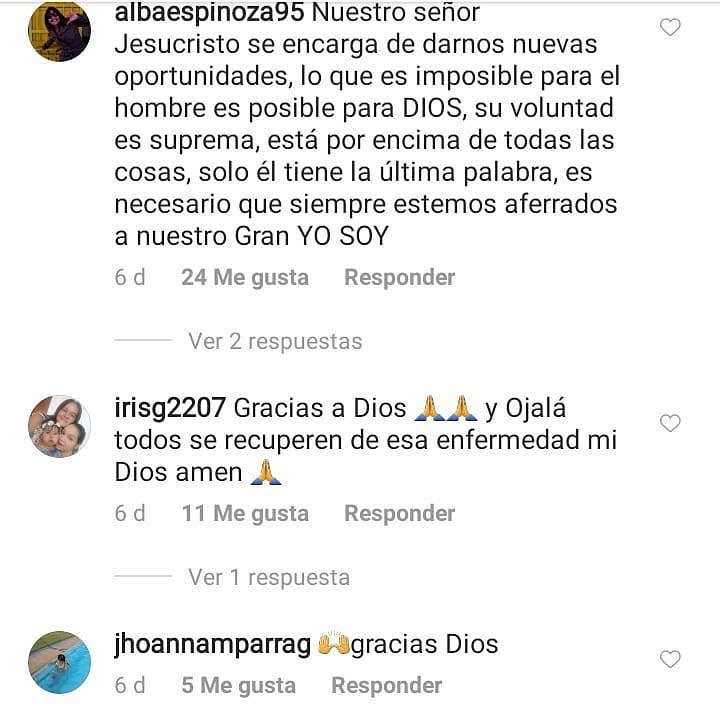 albaespinoza95 Nuestro señor
Jesucristo se encarga de darnos nuevas
oportunidades, lo que es imposible para el
hombre es posible para DIOS, su voluntad
es suprema, está por encima de todas las
cosas, solo él tiene la última palabra, es
necesario que siempre estemos aferrados
a nuestro Gran YO SOY
6 d 24 Me gusta Responder
Ver 2 respuestas
irisg2207 Gracias a Dios 🙏🙏 y Ojalá
todos se recuperen de esa enfermedad mi
Dios amen 🙏
6 d 11 Me gusta Responder
Ver 1 respuesta
jhoannamparrag 🙌gracias Dios
6 d 5 Me gusta Responder